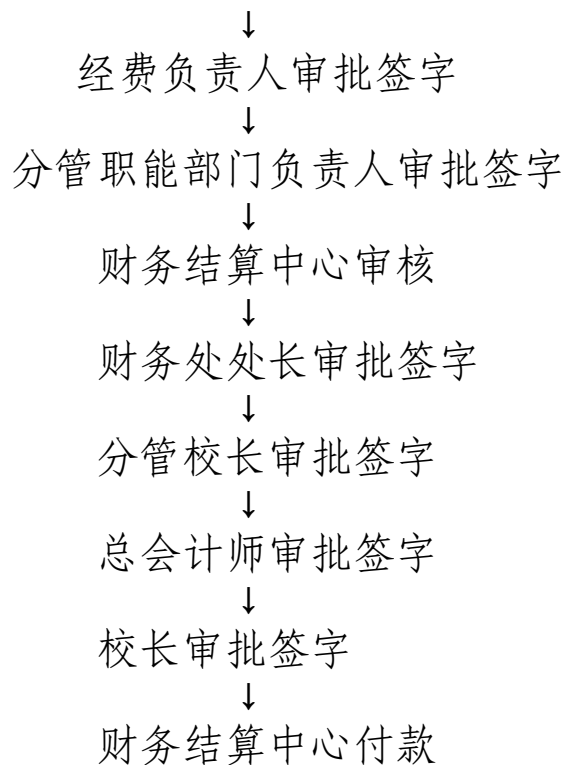 ↓
经费负责人审批签字
↓
分管职能部门负责人审批签字
↓
财务结算中心审核
↓
财务处处长审批签字
↓
分管校长审批签字
↓
总会计师审批签字
↓
校长审批签字
↓
财务结算中心付款